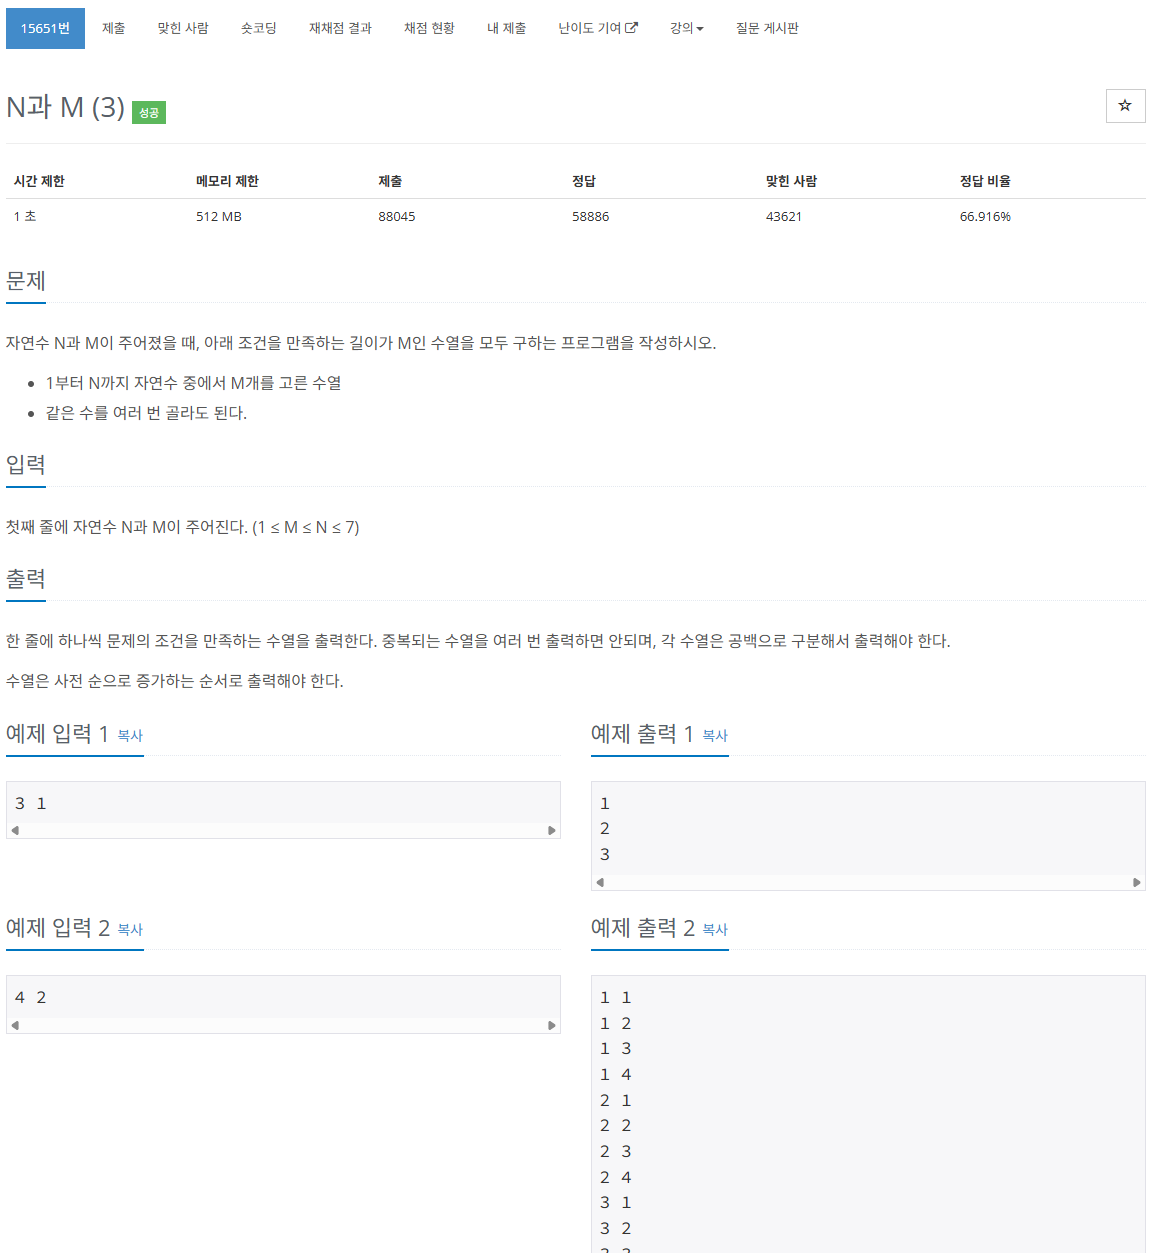 15651번 제출 맞힌 사람 숏코딩 재채점 결과 채점 현황 내 제출 난이도 기여 강의 질문 게시판
N과 M (3) 성공
시간 제한 메모리 제한 제출 정답 맞힌 사람 정답 비율
1 초 512 MB 88045 58886 43621 66.916%
문제
자연수 N과 M이 주어졌을 때, 아래 조건을 만족하는 길이가 M인 수열을 모두 구하는 프로그램을 작성하시오.
• 1부터 N까지 자연수 중에서 M개를 고른 수열
• 같은 수를 여러 번 골라도 된다.
입력
첫째 줄에 자연수 N과 M이 주어진다. (1 ≤ M ≤ N ≤ 7)
출력
한 줄에 하나씩 문제의 조건을 만족하는 수열을 출력한다. 중복되는 수열을 여러 번 출력하면 안되며, 각 수열은 공백으로 구분해서 출력해야 한다.
수열은 사전 순으로 증가하는 순서로 출력해야 한다.
예제 입력 1 복사
3 1
예제 출력 1 복사
1
2
3
예제 입력 2 복사
4 2
예제 출력 2 복사
1 1
1 2
1 3
1 4
2 1
2 2
2 3
2 4
3 1
3 2